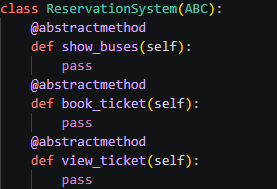 class ReservationSystem(ABC):
    @abstractmethod
    def show_buses(self):
        pass
    @abstractmethod
    def book_ticket(self):
        pass
    @abstractmethod
    def view_ticket(self):
        pass